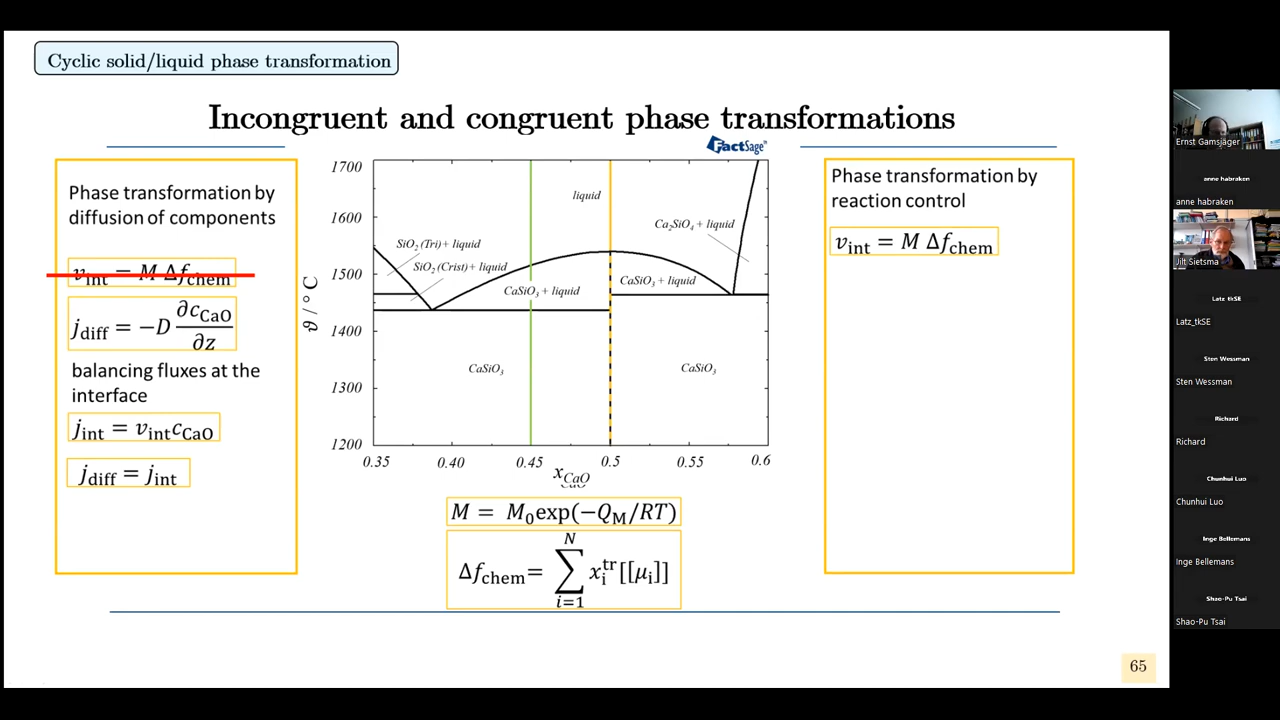 Cyclic solid/liquid phase transformation
Incongruent and congruent phase transformations
FactSage™
Phase transformation by
diffusion of components
v_int = M Δf_chem
j_diff = −D ∂c_CaO/∂z
balancing fluxes at the
interface
j_int = v_int c_CaO
j_diff = j_int
1700
1600
1500
1400
1300
1200
ϑ / ° C
liquid
Ca₂SiO₄ + liquid
SiO₂ (Tri) + liquid
SiO₂ (Crist) + liquid
CaSiO₃ + liquid
CaSiO₃ + liquid
CaSiO₃
CaSiO₃
0.35 0.40 0.45 0.5 0.55 0.6
x_CaO
M = M₀exp(−Q_M/RT)
Δf_chem = ∑_{i=1}^{N} x_i^tr[[μ_i]]
Phase transformation by
reaction control
v_int = M Δf_chem
65
Ernst Gamsjäger
anne habraken
anne habraken
Jilt Sietsma
Latz_tkSE
Latz_tkSE
Sten Wessman
Sten Wessman
Richard
Richard
Chunhui Luo
Chunhui Luo
Inge Bellemans
Inge Bellemans
Shao-Pu Tsai
Shao-Pu Tsai